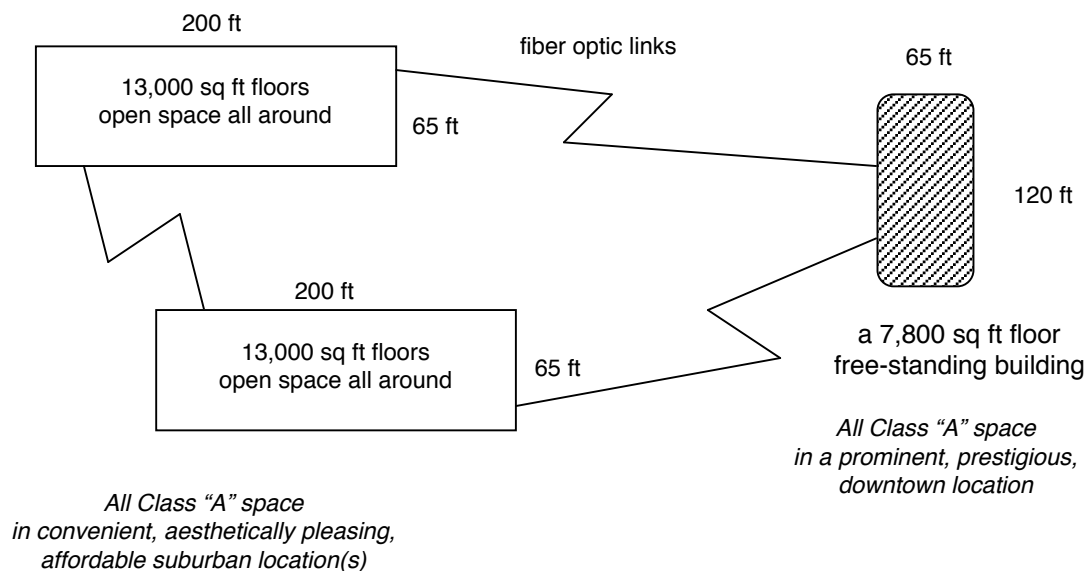 200 ft
fiber optic links
65 ft
13,000 sq ft floors
open space all around
65 ft
120 ft
200 ft
13,000 sq ft floors
open space all around
65 ft
a 7,800 sq ft floor
free-standing building
All Class “A” space
in a prominent, prestigious,
downtown location
All Class “A” space
in convenient, aesthetically pleasing,
affordable suburban location(s)